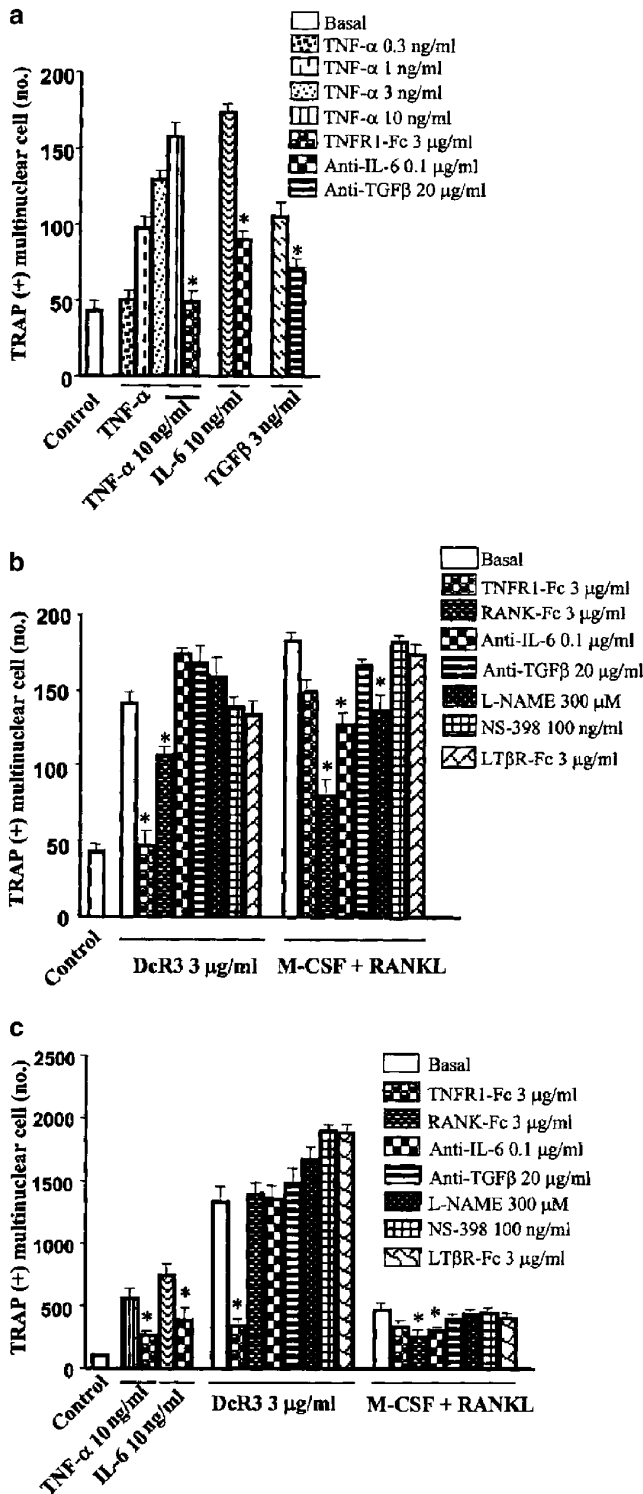 a
Basal
TNF-α 0.3 ng/ml
TNF-α 1 ng/ml
TNF-α 3 ng/ml
TNF-α 10 ng/ml
TNFR1-Fc 3 µg/ml
Anti-IL-6 0.1 µg/ml
Anti-TGFβ 20 µg/ml
TRAP (+) multinuclear cell (no.)
200
150
100
50
0
* * *
Control
TNF-α
TNF-α 10 ng/ml
IL-6 10 ng/ml
TGFβ 3 ng/ml
b
Basal
TNFR1-Fc 3 µg/ml
RANK-Fc 3 µg/ml
Anti-IL-6 0.1 µg/ml
Anti-TGFβ 20 µg/ml
L-NAME 300 µM
NS-398 100 ng/ml
LTβR-Fc 3 µg/ml
TRAP (+) multinuclear cell (no.)
200
150
100
50
0
* * * * *
Control
DcR3 3 µg/ml
M-CSF + RANKL
c
Basal
TNFR1-Fc 3 µg/ml
RANK-Fc 3 µg/ml
Anti-IL-6 0.1 µg/ml
Anti-TGFβ 20 µg/ml
L-NAME 300 µM
NS-398 100 ng/ml
LTβR-Fc 3 µg/ml
TRAP (+) multinuclear cell (no.)
2500
2000
1500
1000
500
0
* * * * *
Control
TNF-α 10 ng/ml
IL-6 10 ng/ml
DcR3 3 µg/ml
M-CSF + RANKL